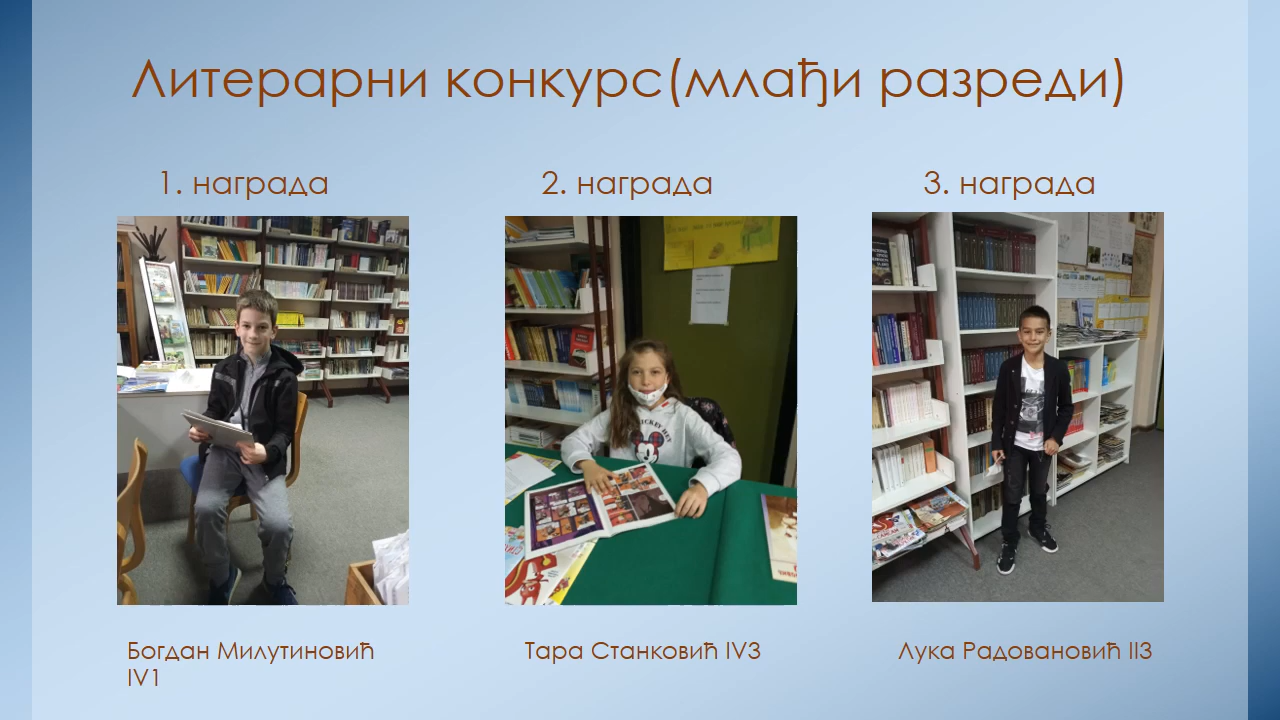 Литерарни конкурс(млађи разреди)
1. награда
2. награда
3. награда
Богдан Милутиновић
IV1
Тара Станковић IV3
Лука Радовановић II3